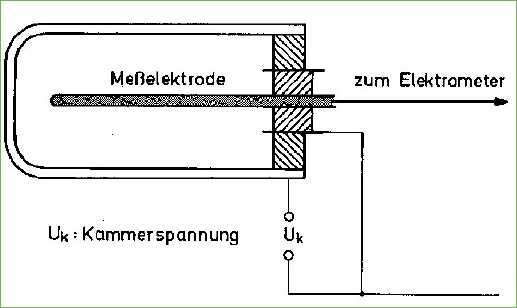 Meßelektrode
zum Elektrometer
Uk : Kammerspannung
Uk